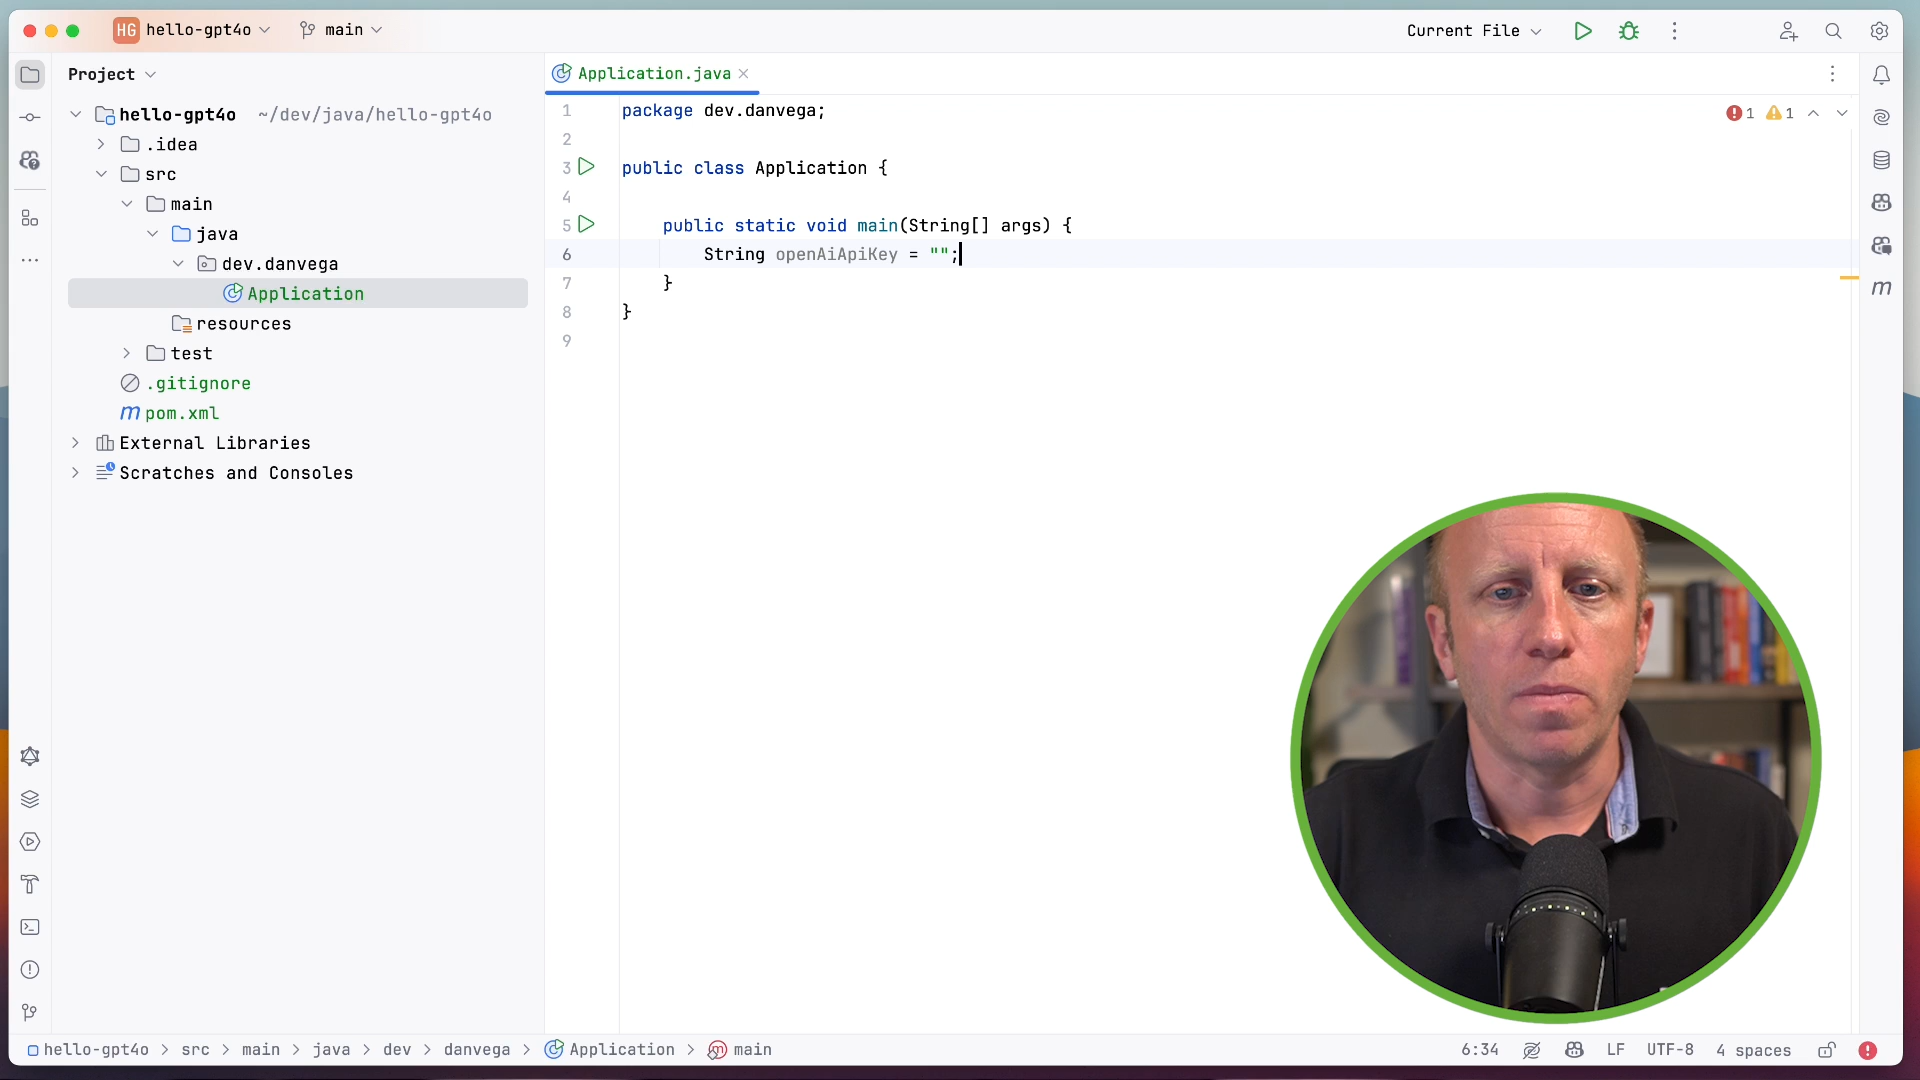 HG hello-gpt4o main Current File
Project
Application.java
hello-gpt4o ~/dev/java/hello-gpt4o
.idea
src
main
java
dev.danvega
Application
resources
test
.gitignore
m pom.xml
External Libraries
Scratches and Consoles
1 package dev.danvega;
2
3 public class Application {
4
5 public static void main(String[] args) {
6 String openAiApiKey = "";
7 }
8 }
9
1 1
m
hello-gpt4o > src > main > java > dev > danvega > Application > m main
6:34 LF UTF-8 4 spaces